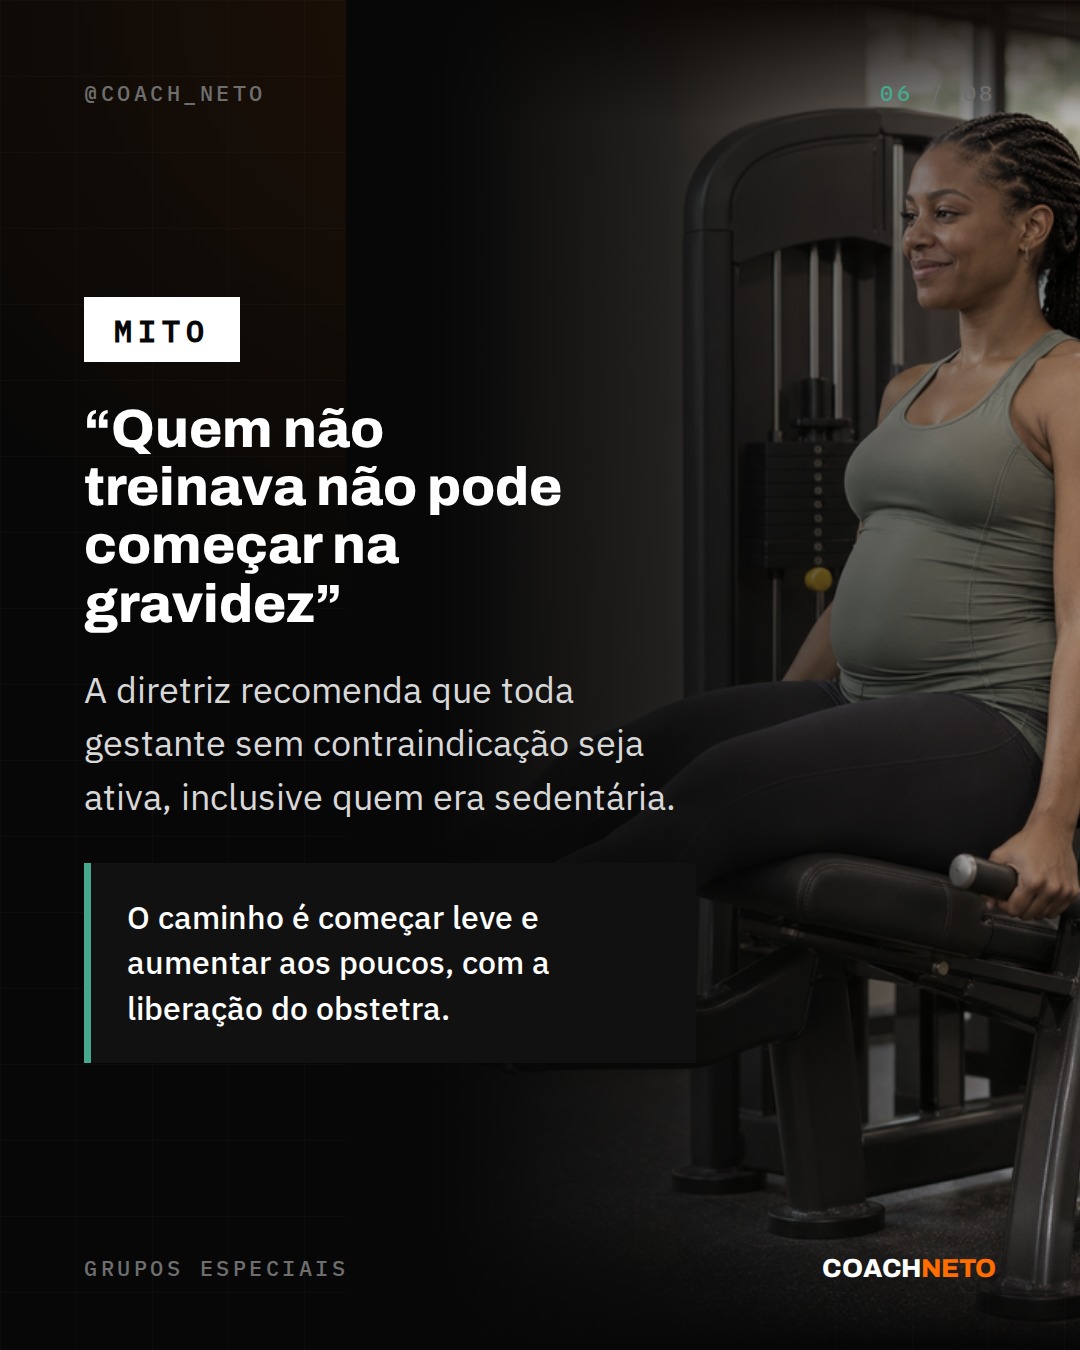 @COACH_NETO
06 / 08
MITO
“Quem não
treinava não pode
começar na
gravidez”
A diretriz recomenda que toda
gestante sem contraindicação seja
ativa, inclusive quem era sedentária.
O caminho é começar leve e
aumentar aos poucos, com a
liberação do obstetra.
GRUPOS ESPECIAIS
COACHNETO